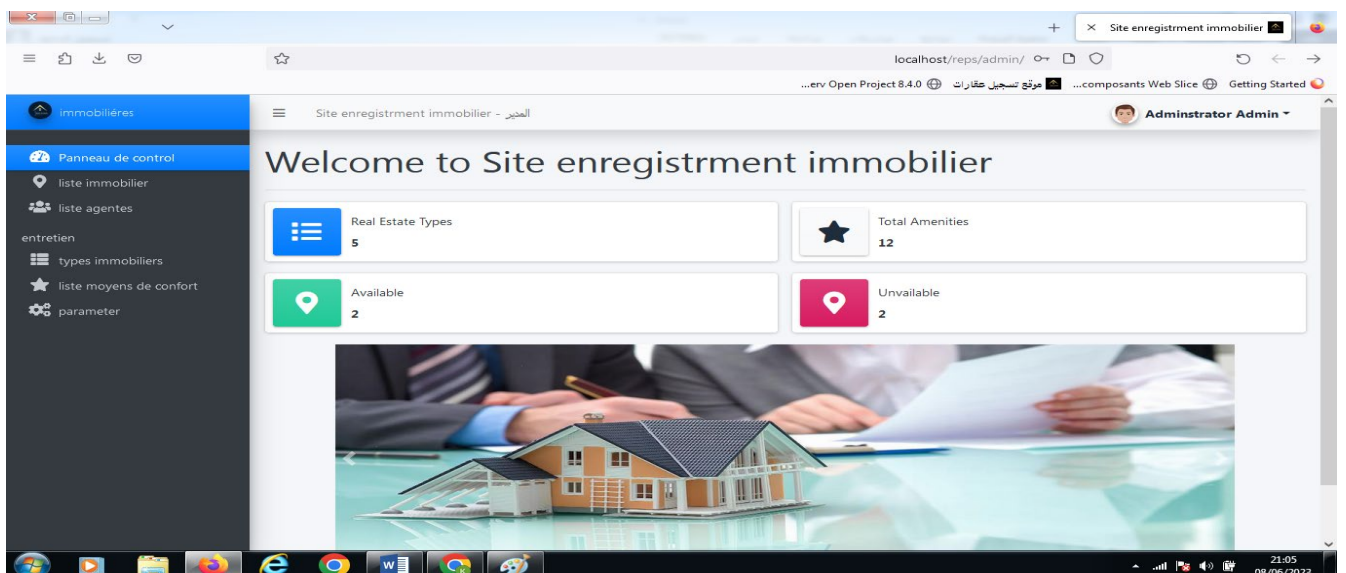 Site enregistrment immobilier
localhost/reps/admin/
...erv Open Project 8.4.0
موقع تسجيل عقارات
...composants Web Slice
Getting Started
immobiliéres
Site enregistrment immobilier - المدير
Adminstrator Admin
Panneau de control
liste immobilier
liste agentes
entretien
types immobiliers
liste moyens de confort
parameter
Welcome to Site enregistrment immobilier
Real Estate Types
5
Total Amenities
12
Available
2
Unvailable
2
21:05
08/06/2023